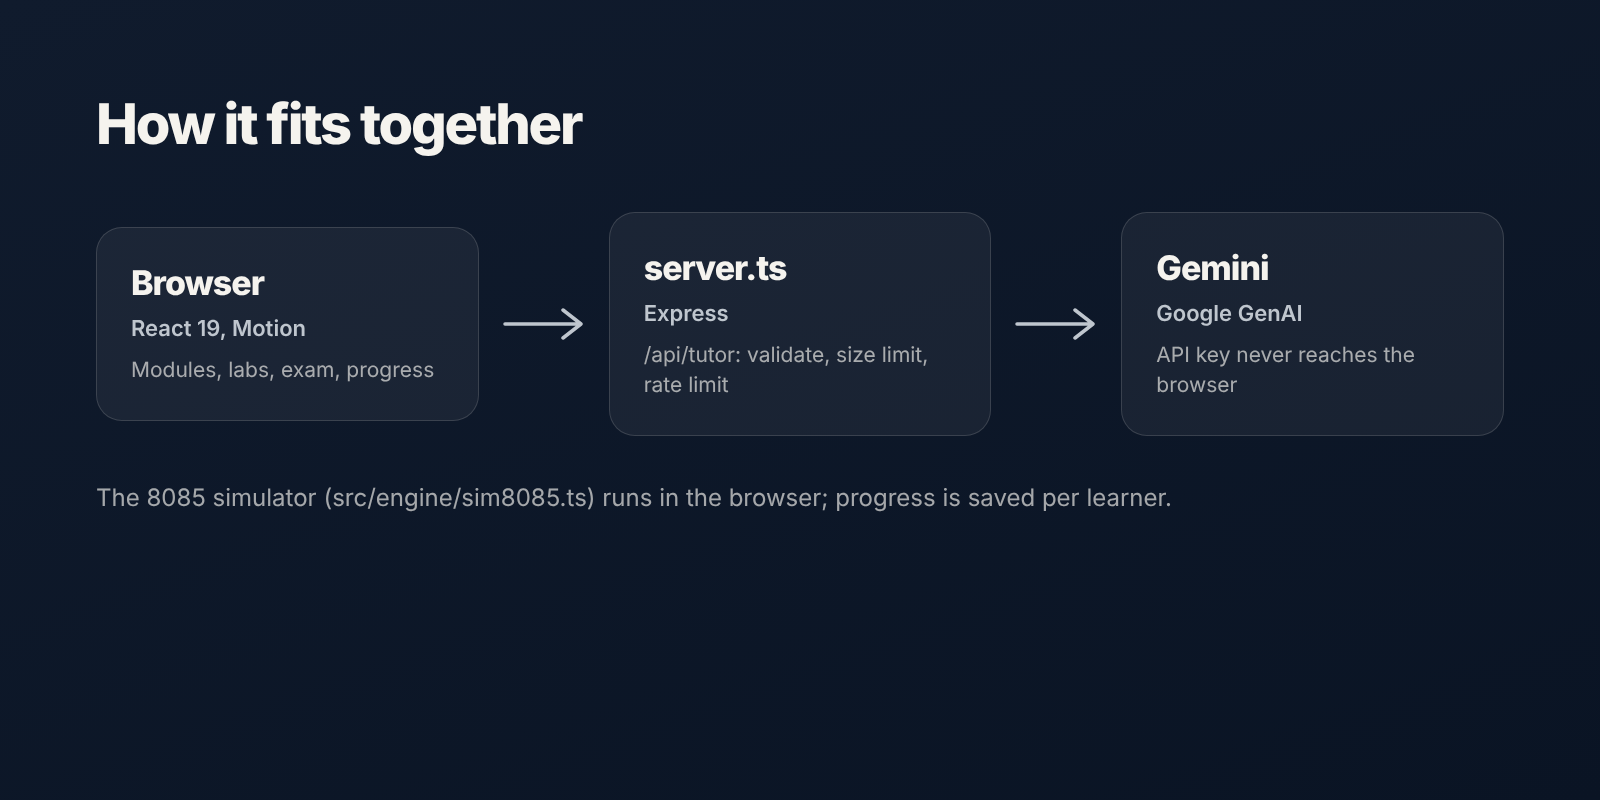 How it fits together
Browser
React 19, Motion
Modules, labs, exam, progress
server.ts
Express
/api/tutor: validate, size limit,
rate limit
Gemini
Google GenAI
API key never reaches the
browser
The 8085 simulator (src/engine/sim8085.ts) runs in the browser; progress is saved per learner.